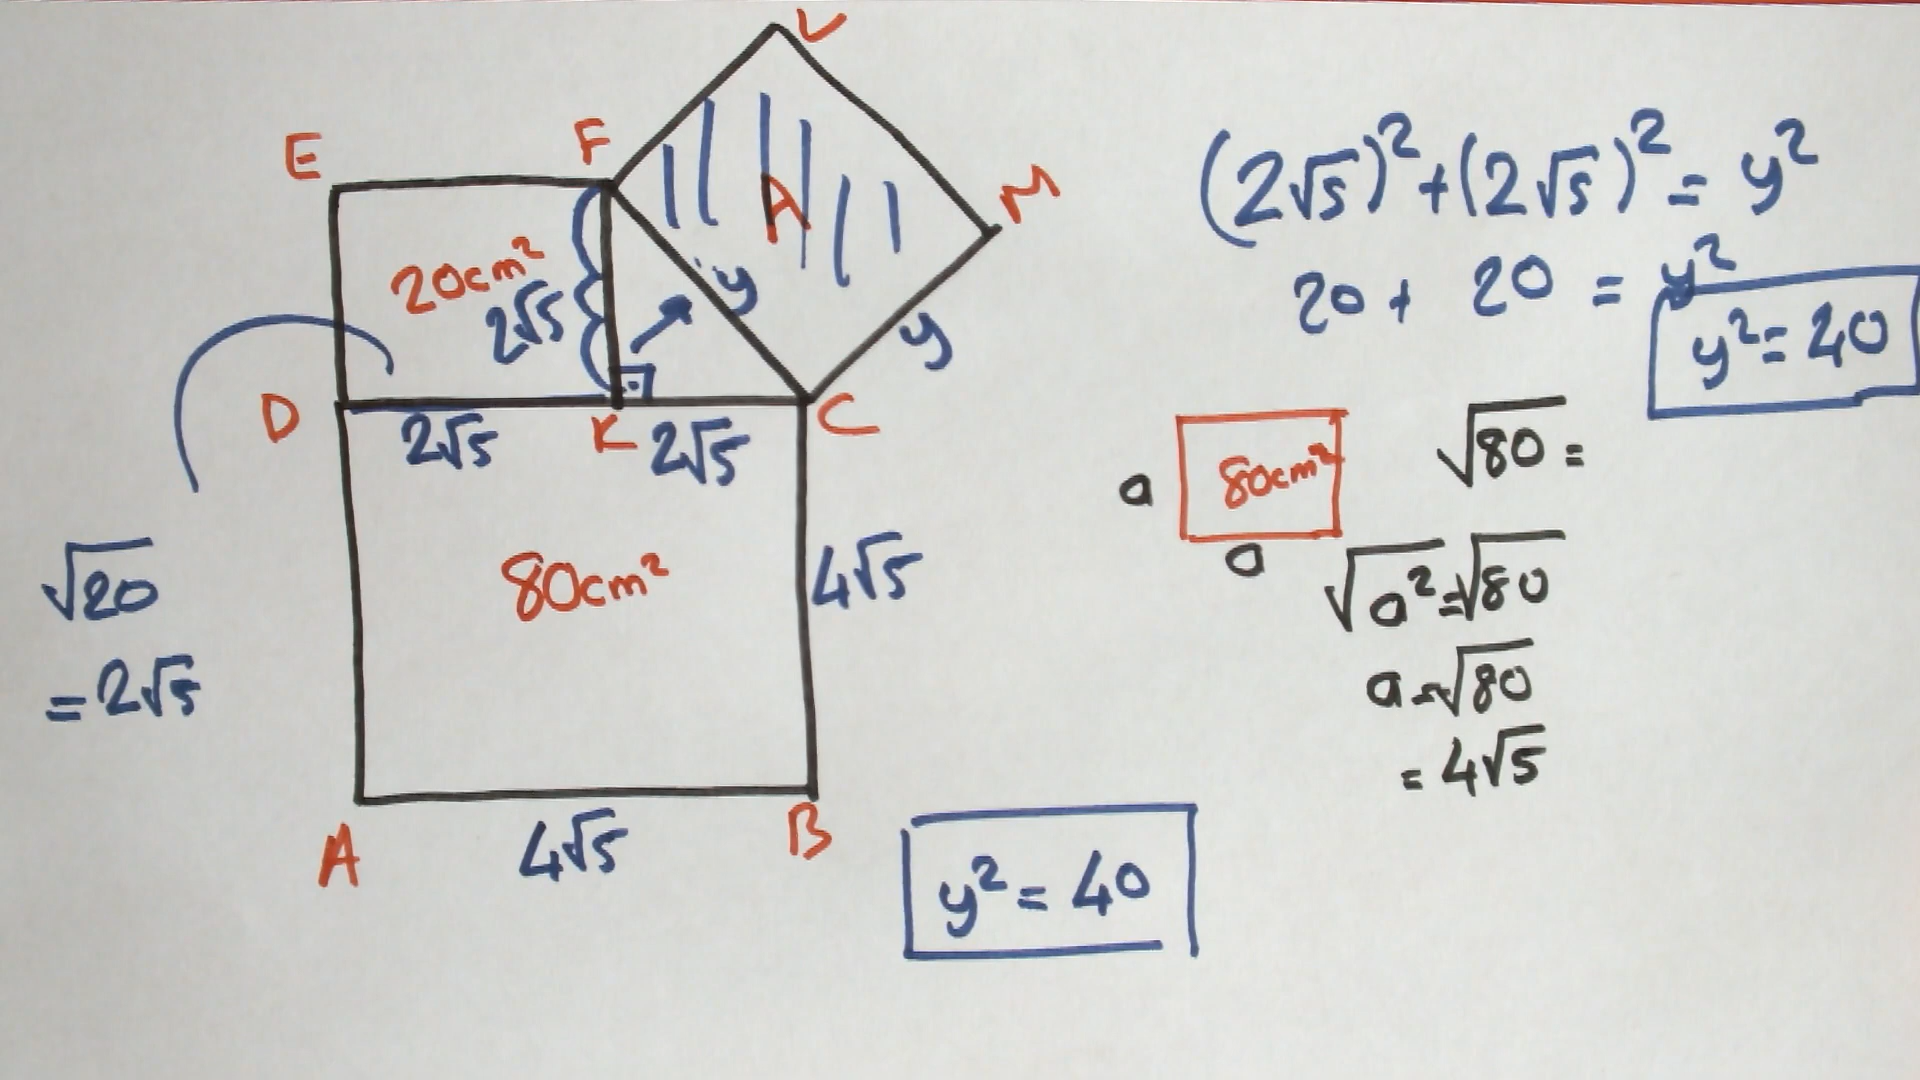 L
E
F
A
M
20cm²
2√5
y
y
D
2√5
K
2√5
C
80cm²
4√5
√20
=2√5
A
4√5
B
y²= 40
(2√5)²+(2√5)²= y²
20+ 20 = y²
y²= 40
a
80cm²
a
√80 =
√a²=√80
a=√80
= 4√5